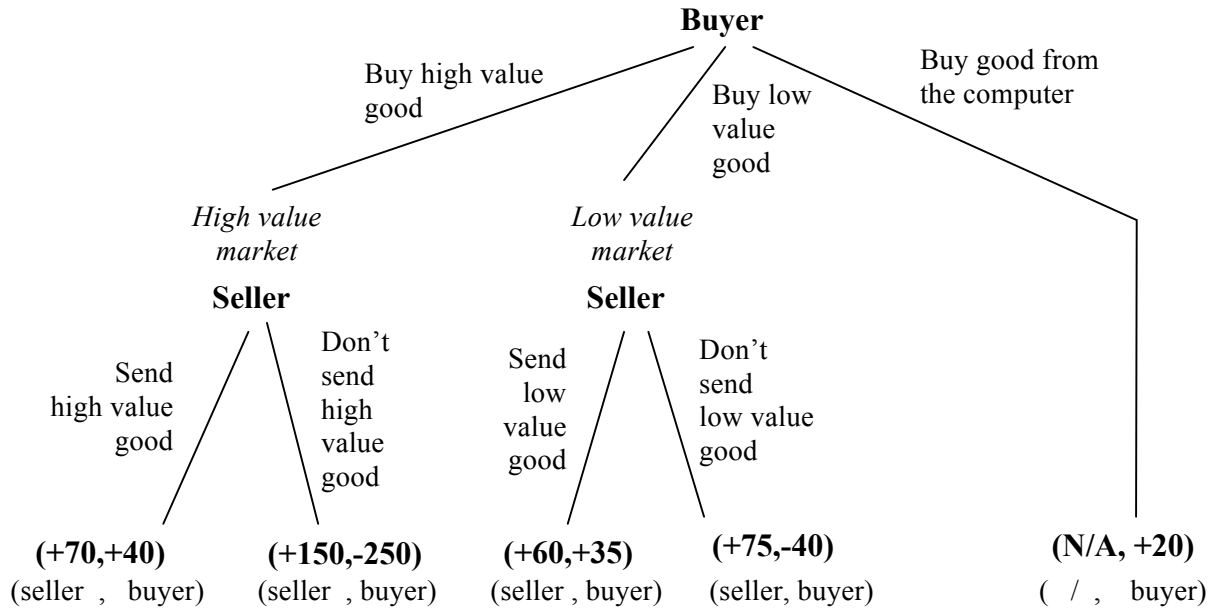 Buyer
Buy high value
good
Buy low
value
good
Buy good from
the computer
High value
market
Seller
Low value
market
Seller
Send
high value
good
Don’t
send
high
value
good
Send
low
value
good
Don’t
send
low value
good
(+70,+40)
(seller , buyer)
(+150,-250)
(seller , buyer)
(+60,+35)
(seller , buyer)
(+75,-40)
(seller, buyer)
(N/A, +20)
( / , buyer)